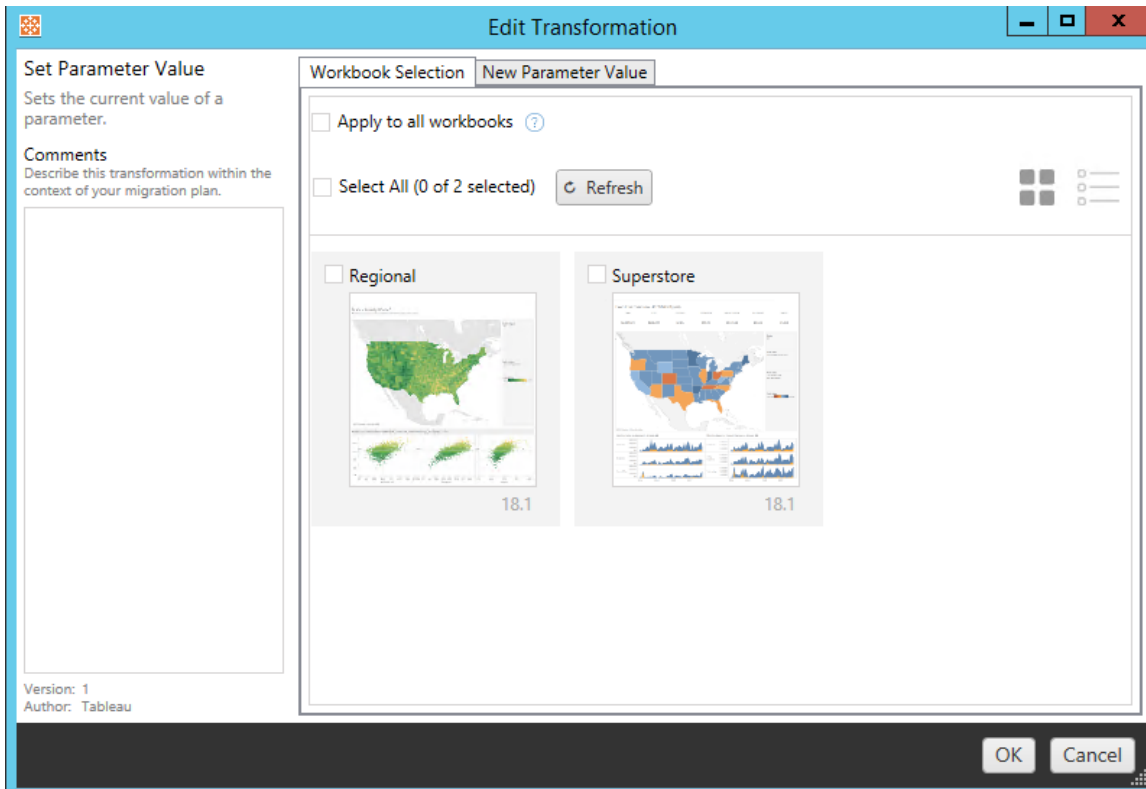 Edit Transformation
Set Parameter Value
Sets the current value of a
parameter.
Comments
Describe this transformation within the
context of your migration plan.
Version: 1
Author: Tableau
Workbook Selection
New Parameter Value
Apply to all workbooks ?
Select All (0 of 2 selected)
Refresh
Regional
18.1
Superstore
18.1
OK
Cancel